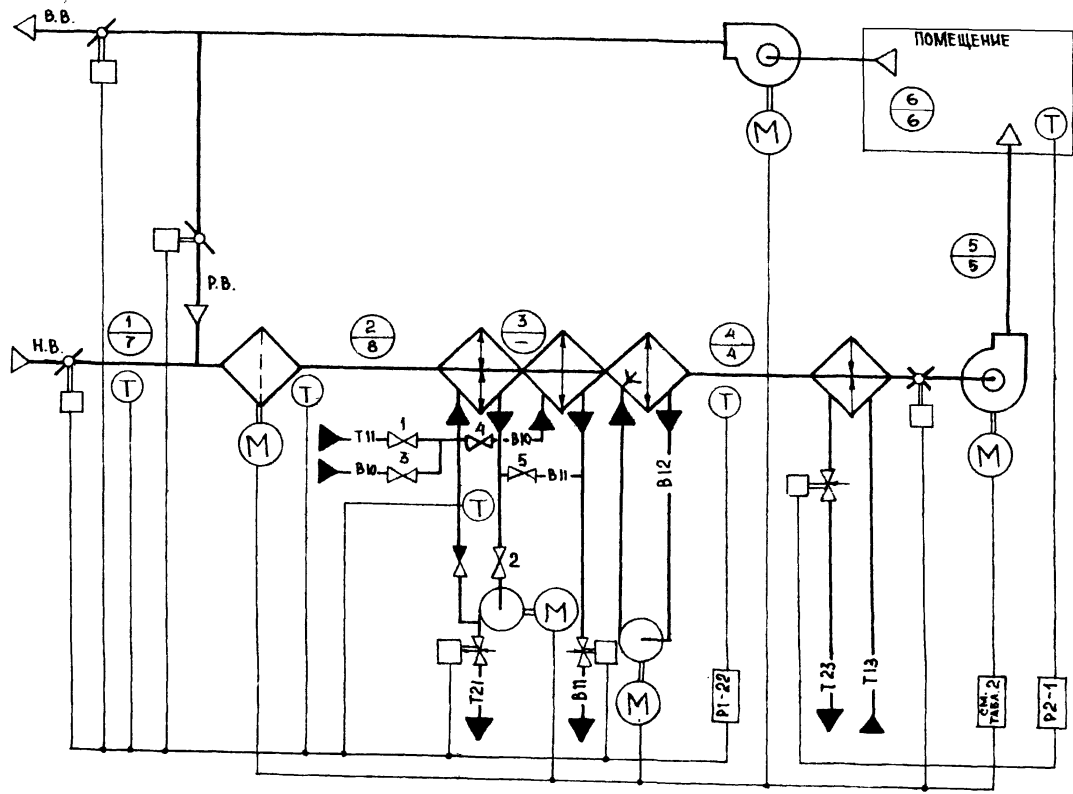 В.В.
ПОМЕЩЕНИЕ
6
6
Т
М
5
5
Р.В.
1
7
Н.В.
2
8
3
–
4
4
Т
Т
Т
М
Т11
1
4
В10
В10
3
5
В11
В12
Т
М
2
М
М
Т21
В11
Р1-22
Т23
Т13
СМ.
ТАБЛ.2
Р2-1